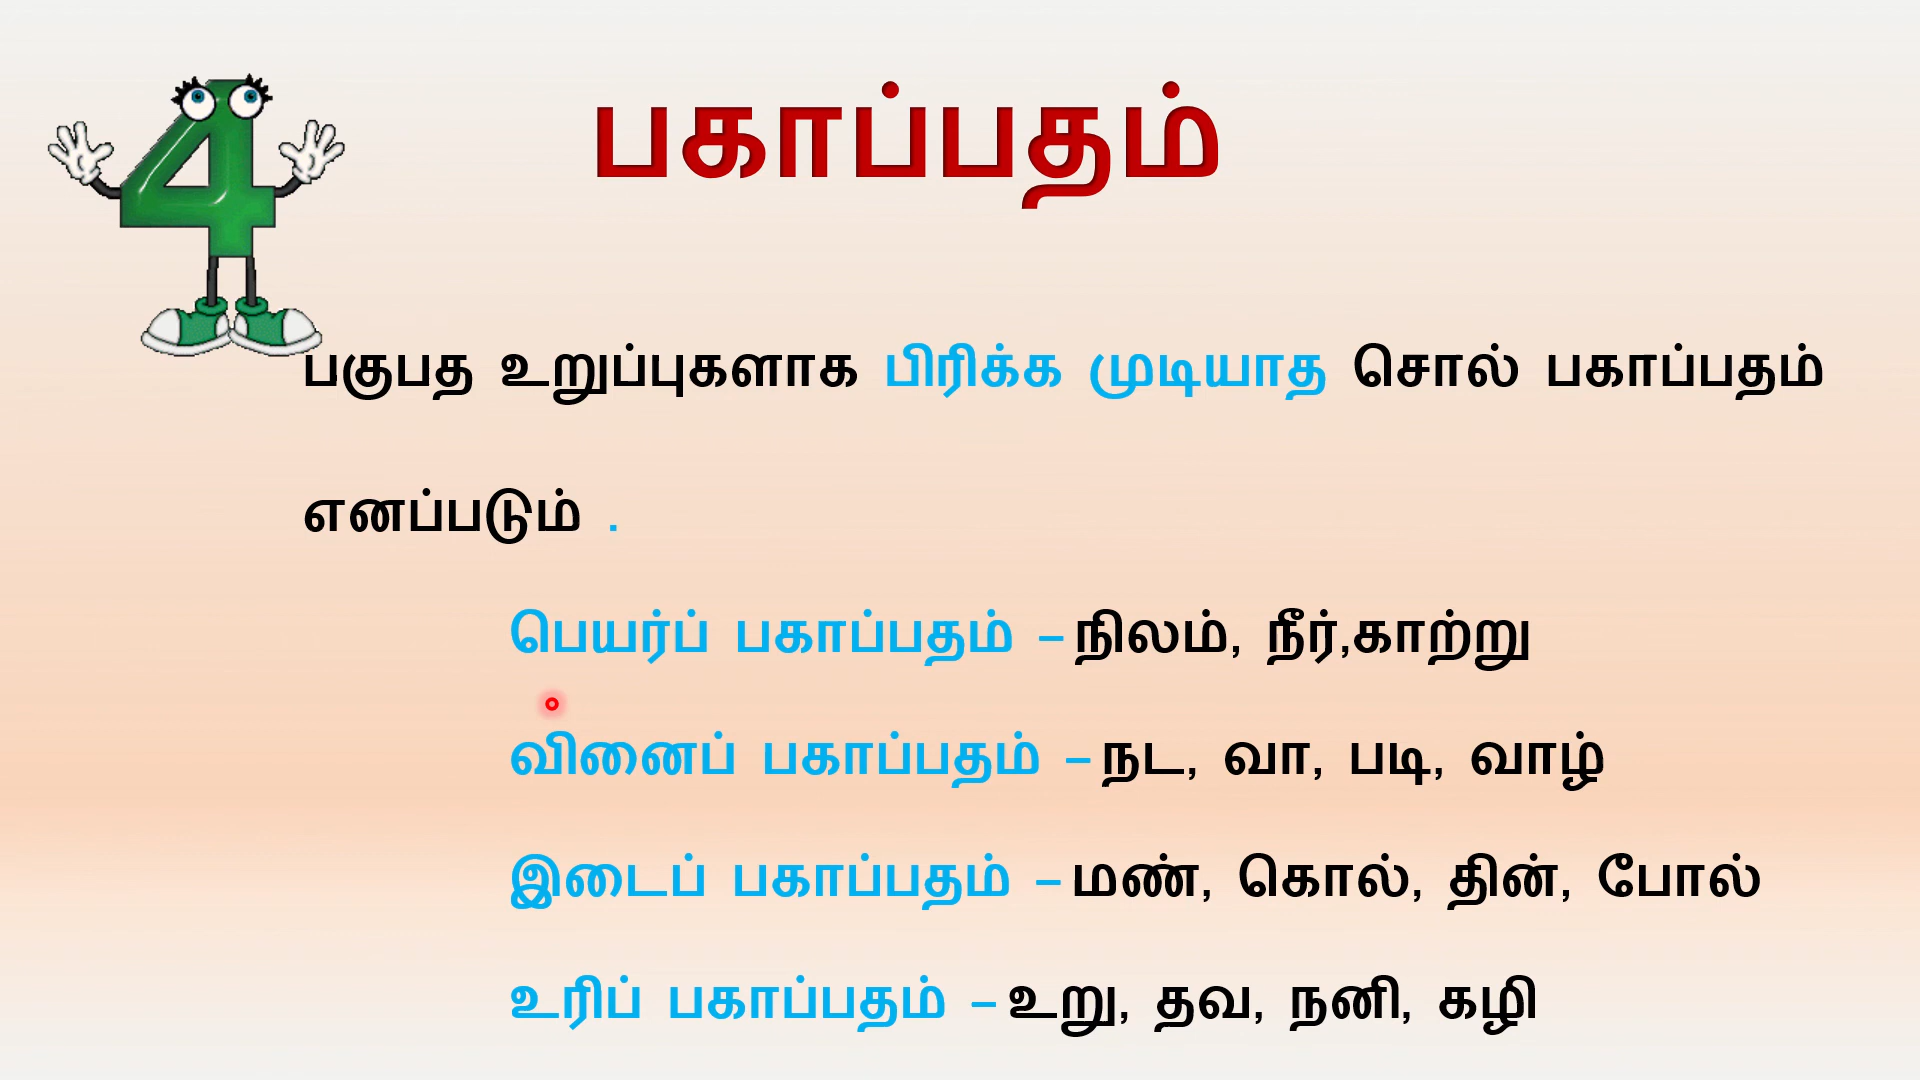 4
பகாப்பதம்
பகுபத உறுப்புகளாக பிரிக்க முடியாத சொல் பகாப்பதம்
எனப்படும் .
பெயர்ப் பகாப்பதம் – நிலம், நீர்,காற்று
வினைப் பகாப்பதம் – நட, வா, படி, வாழ்
இடைப் பகாப்பதம் – மண், கொல், தின், போல்
உரிப் பகாப்பதம் – உறு, தவ, நனி, கழி